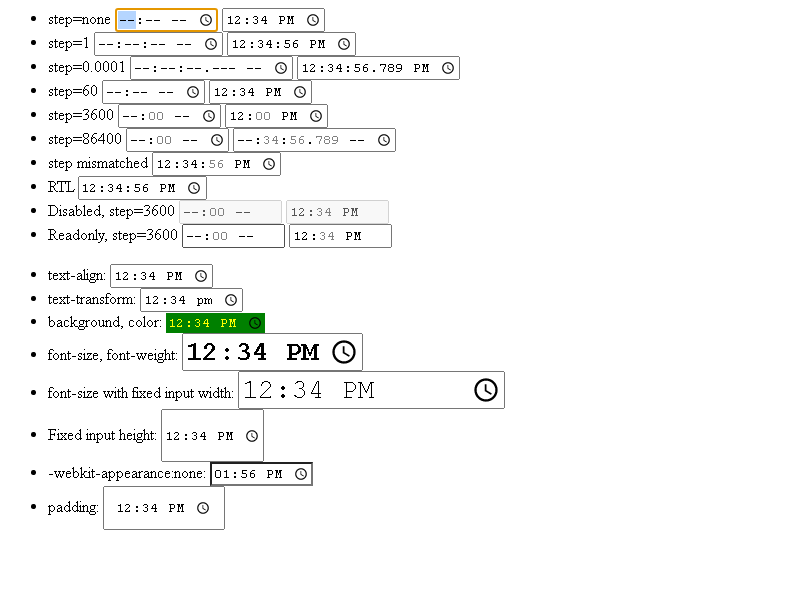 step=none --:-- -- 12:34 PM
step=1 --:--:-- -- 12:34:56 PM
step=0.0001 --:--:--.--- -- 12:34:56.789 PM
step=60 --:-- -- 12:34 PM
step=3600 --:00 -- 12:00 PM
step=86400 --:00 -- --:34:56.789 --
step mismatched 12:34:56 PM
RTL 12:34:56 PM
Disabled, step=3600 --:00 -- 12:34 PM
Readonly, step=3600 --:00 -- 12:34 PM
text-align: 12:34 PM
text-transform: 12:34 pm
background, color: 12:34 PM
font-size, font-weight: 12:34 PM
font-size with fixed input width: 12:34 PM
Fixed input height: 12:34 PM
-webkit-appearance:none: 01:56 PM
padding: 12:34 PM